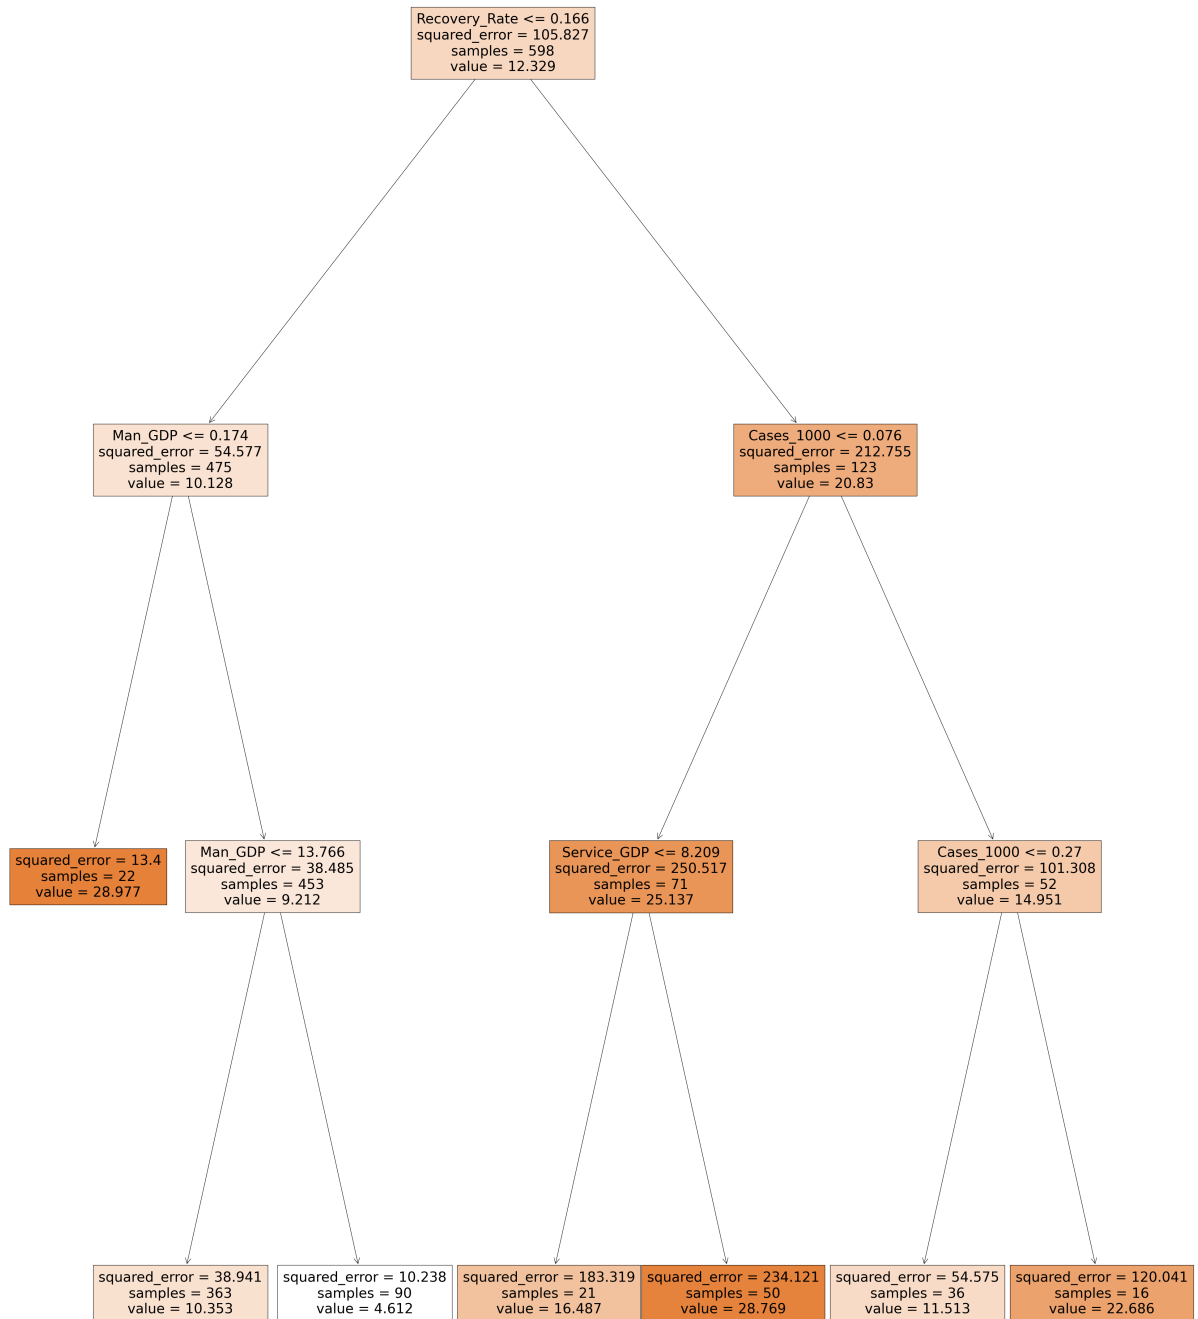 Recovery_Rate <= 0.166
squared_error = 105.827
samples = 598
value = 12.329
Man_GDP <= 0.174
squared_error = 54.577
samples = 475
value = 10.128
Cases_1000 <= 0.076
squared_error = 212.755
samples = 123
value = 20.83
squared_error = 13.4
samples = 22
value = 28.977
Man_GDP <= 13.766
squared_error = 38.485
samples = 453
value = 9.212
Service_GDP <= 8.209
squared_error = 250.517
samples = 71
value = 25.137
Cases_1000 <= 0.27
squared_error = 101.308
samples = 52
value = 14.951
squared_error = 38.941
samples = 363
value = 10.353
squared_error = 10.238
samples = 90
value = 4.612
squared_error = 183.319
samples = 21
value = 16.487
squared_error = 234.121
samples = 50
value = 28.769
squared_error = 54.575
samples = 36
value = 11.513
squared_error = 120.041
samples = 16
value = 22.686